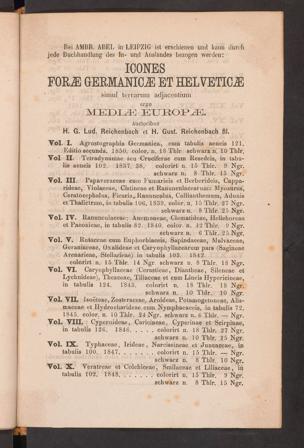 Bei AMBR. ABEL in LEIPZIG ist erschienen und kann durch
jede Buchhandlung des In- und Auslandes bezogen werden:
ICONES
FORÆ GERMANICÆ ET HELVETICÆ
simul terrarum adjacentium
ergo
MEDIÆ EUROPÆ.
Auctoribus
H. G. Lud. Reichenbach et H. Gust. Reichenbach fil.
Vol. I. Agrostographia Germanica, cum tabulis aeneis 121.
Editio secunda. 1850. color. n. 18 Thlr. schwarz n. 10 Thlr.
Vol. II. Tetradynamae seu Cruciferae cum Resedeis, in tabu-
lis aeneis 102. 1837. 38. colorirt n. 15 Thlr. 9 Ngr.
schwarz n. 8 Thlr. 15 Ngr.
Vol. III. Papaveraceae cum Fumarieis et Berberideis, Cappa-
rideae, Violaceae, Cistineae et Ranunculacearum: Myosurus,
Ceratocephalus, Ficaria, Ranunculus, Callianthemum, Adonis
et Thalictrum, in tabulis 106. 1839. color. n. 15 Thlr. 27 Ngr.
schwarz n. 8 Thlr. 25 Ngr.
Vol. IV. Ranunculaceae: Anemoneae, Clematideae, Helleboreae
et Paeonieae, in tabulis 82. 1840. color. n. 12 Thlr. 9 Ngr.
schwarz n. 6 Thlr. 25 Ngr.
Vol. V. Rutaceae cum Euphorbiaceis, Sapindaceae, Malvaceae,
Geraniaceae, Oxalideae et Caryophyllacearum pars (Sagineae
Arenarieae, Stellarieae) in tabulis 103. 1842.
colorirt n. 15 Thlr. 14 Ngr. schwarz n. 8 Thlr. 18 Ngr.
Vol. VI. Caryophyllaceae (Cerastieae, Diantheae, Sileneae et
Lychnideae), Theaceae, Tiliaceae et cum Lineis Hypericineae,
in tabulis 124. 1843. colorirt n. 18 Thlr. 18 Ngr.
schwarz n. 10 Thlr. 10 Ngr.
Vol. VII. Isoëteae, Zosteraceae, Aroideae, Potamogetoneae, Alis-
maceae et Hydrocharideae cum Nymphaeaceis, in tabulis 72.
1845. color. n. 10 Thlr. 24 Ngr. schwarz n. 6 Thlr. — Ngr.
Vol. VIII. Cyperoideae, Caricineae, Cyperinae et Scirpinae,
in tabulis 126. 1846. colorirt n. 18 Thlr. 27 Ngr.
schwarz n. 10 Thlr. 25 Ngr.
Vol. IX. Typhaceae, Irideae, Narcissineae et Juncaceae, in
tabulis 100. 1847. colorirt n. 15 Thlr. — Ngr.
schwarz n. 8 Thlr. 10 Ngr.
Vol. X. Veratreae et Colchiceae, Smilaceae et Liliaceae, in
tabulis 102. 1848. colorirt n. 15 Thlr. 9 Ngr.
schwarz n. 8 Thlr. 15 Ngr.